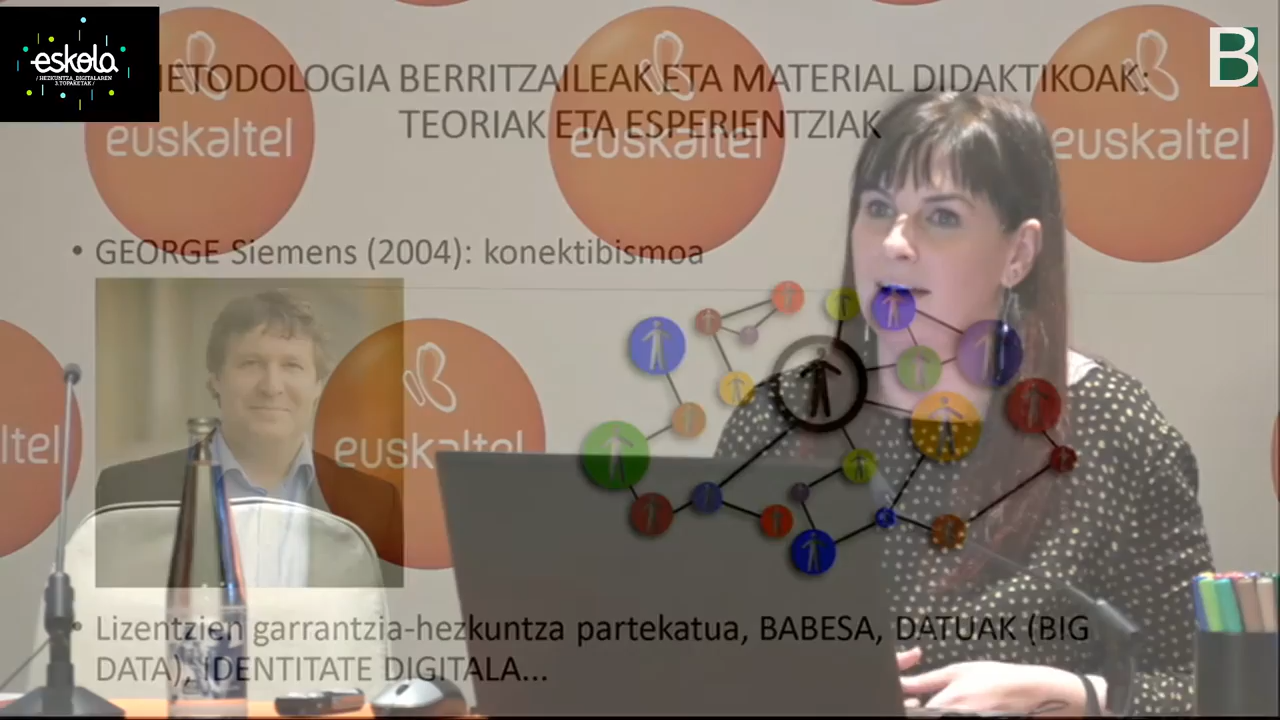 eskola
/ HEZKUNTZA DIGITALAREN
3. TOPAKETAK /
B
METODOLOGIA BERRITZAILEAK ETA MATERIAL DIDAKTIKOAK:
TEORIAK ETA ESPERIENTZIAK
euskaltel
euskaltel
euskaltel
• GEORGE Siemens (2004): konektibismoa
ltel
euskaltel
• Lizentzien garrantzia-hezkuntza partekatua, BABESA, DATUAK (BIG
DATA), IDENTITATE DIGITALA...